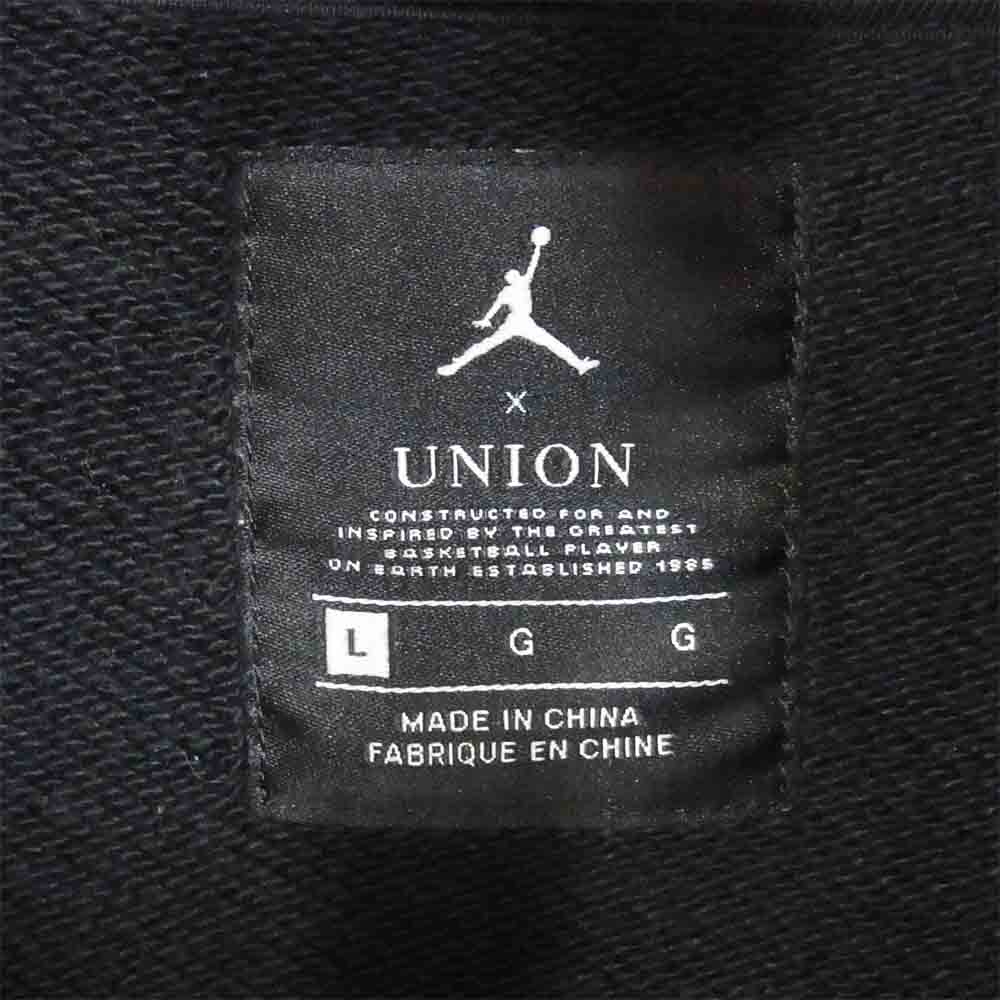 X
UNION
CONSTRUCTED FOR AND
INSPIRED BY THE GREATEST
BASKETBALL PLAYER
ON EARTH ESTABLISHED 1985
L G G
MADE IN CHINA
FABRIQUE EN CHINE